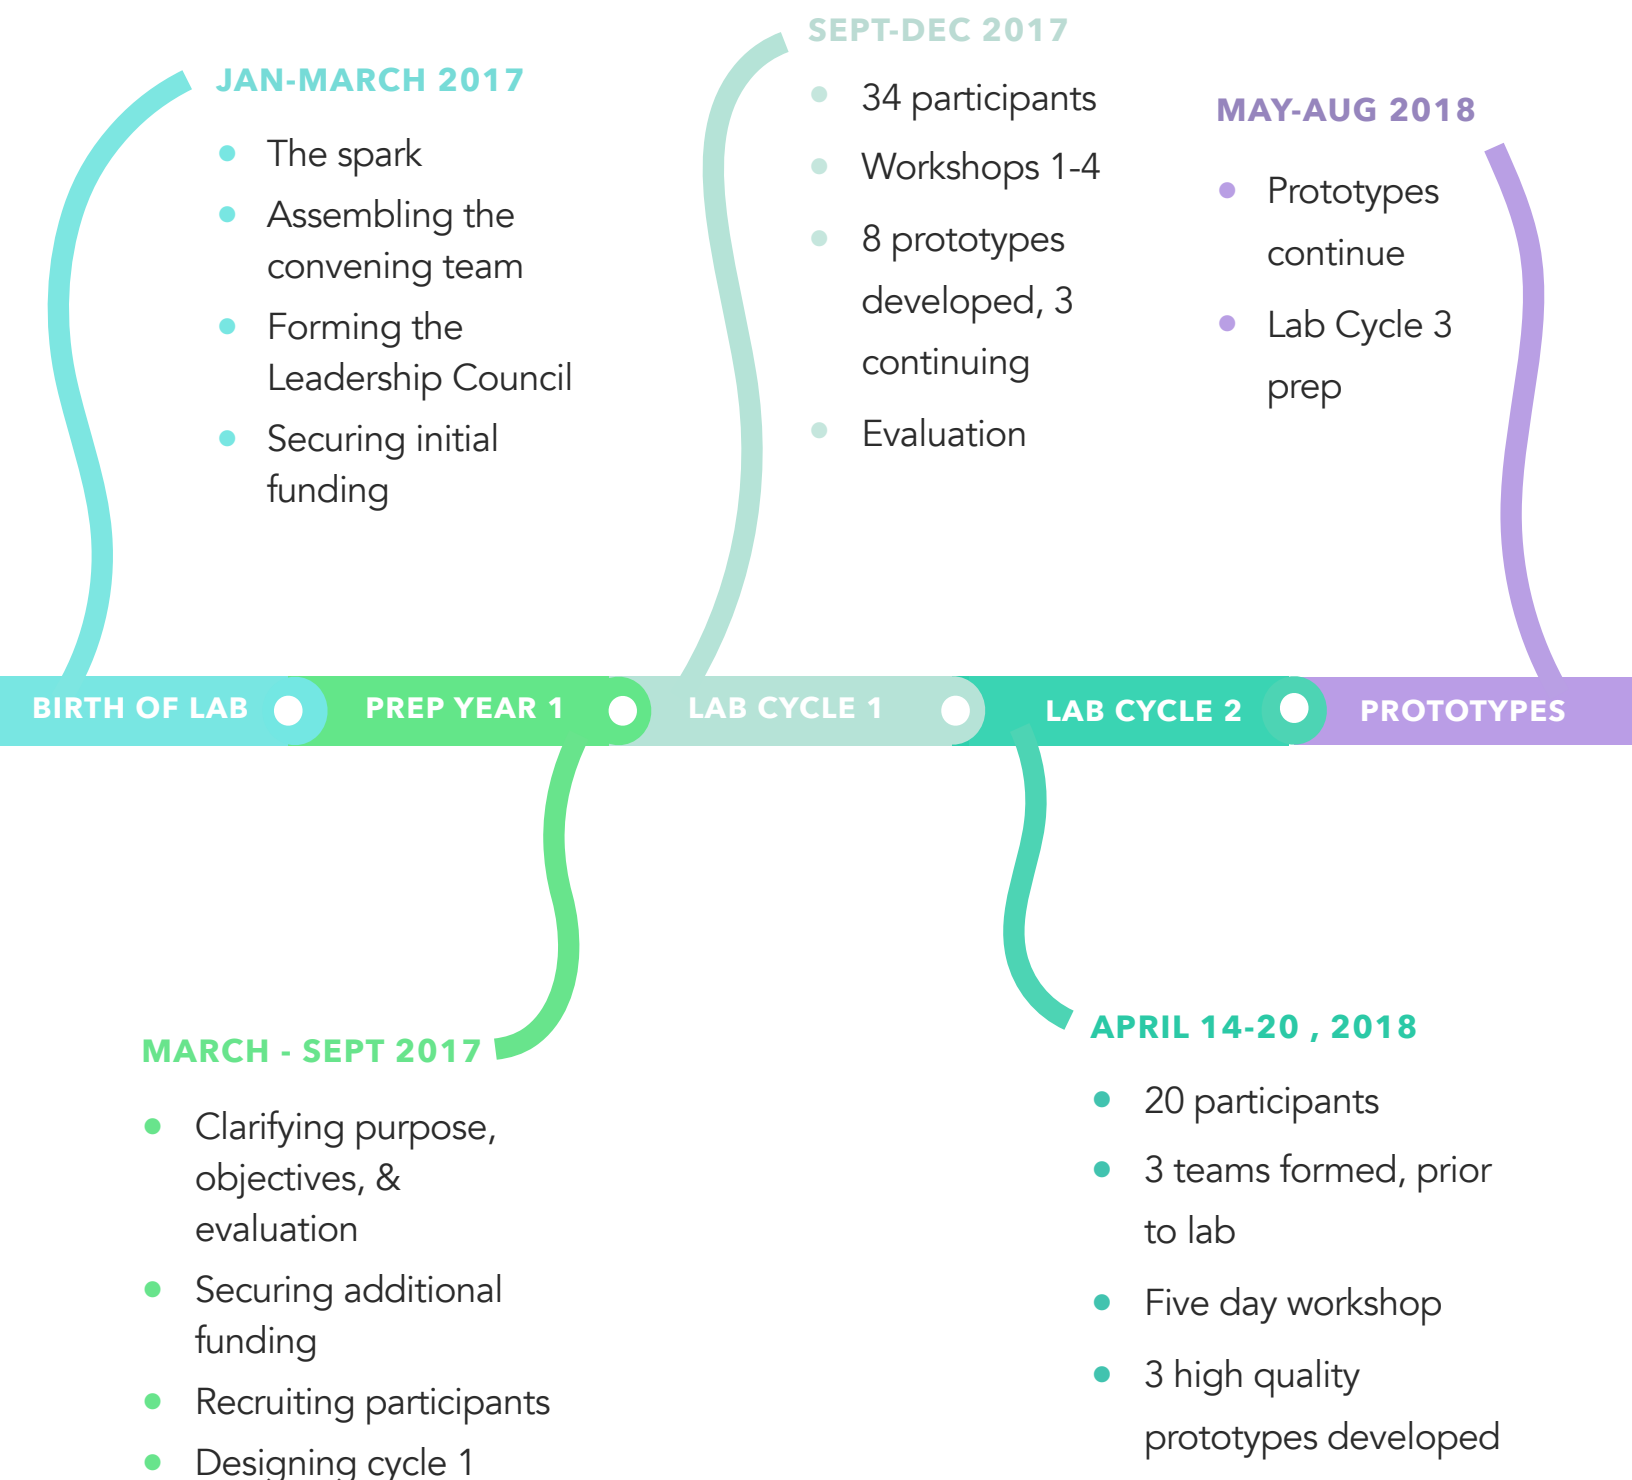 JAN-MARCH 2017
The spark
Assembling the
convening team
Forming the
Leadership Council
Securing initial
funding
SEPT-DEC 2017
34 participants
Workshops 1-4
8 prototypes
developed, 3
continuing
Evaluation
MAY-AUG 2018
Prototypes
continue
Lab Cycle 3
prep
BIRTH OF LAB
PREP YEAR 1
LAB CYCLE 1
LAB CYCLE 2
PROTOTYPES
MARCH - SEPT 2017
Clarifying purpose,
objectives, &
evaluation
Securing additional
funding
Recruiting participants
Designing cycle 1
APRIL 14-20 , 2018
20 participants
3 teams formed, prior
to lab
Five day workshop
3 high quality
prototypes developed